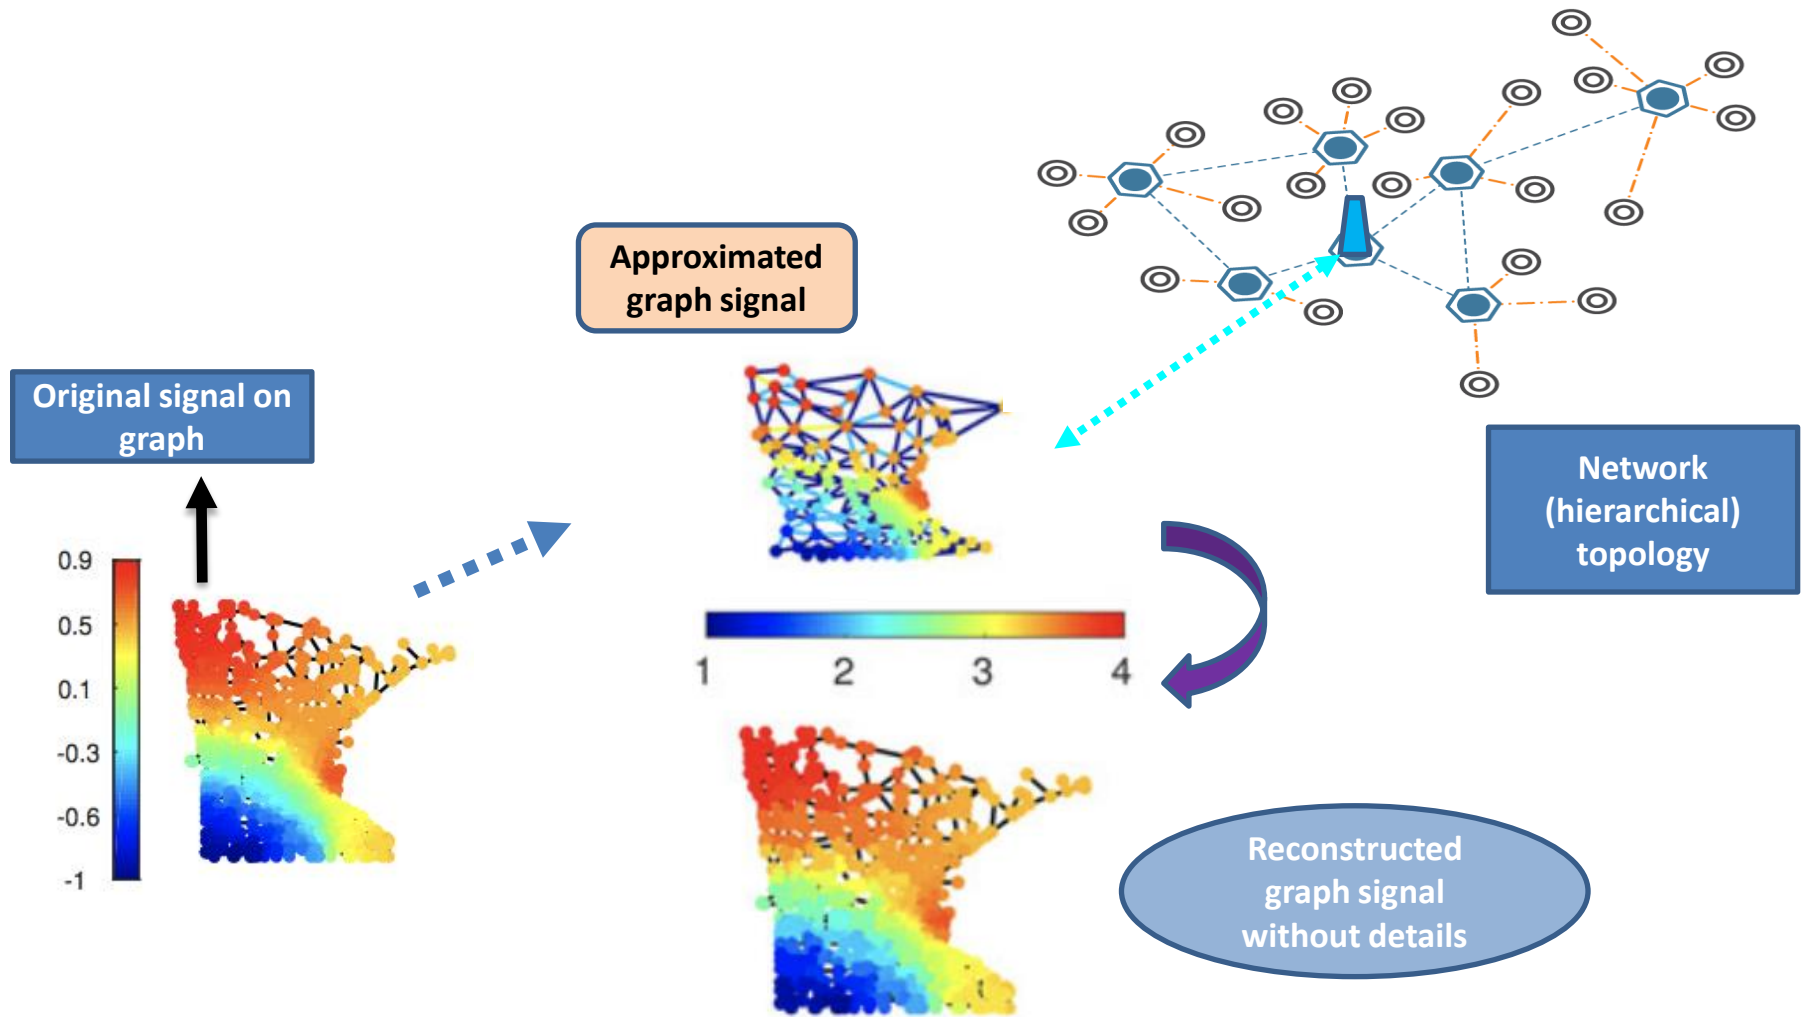 Approximated
graph signal
Original signal on
graph
Network
(hierarchical)
topology
0.9
0.5
0.1
-0.3
-0.6
-1
1 2 3 4
Reconstructed
graph signal
without details